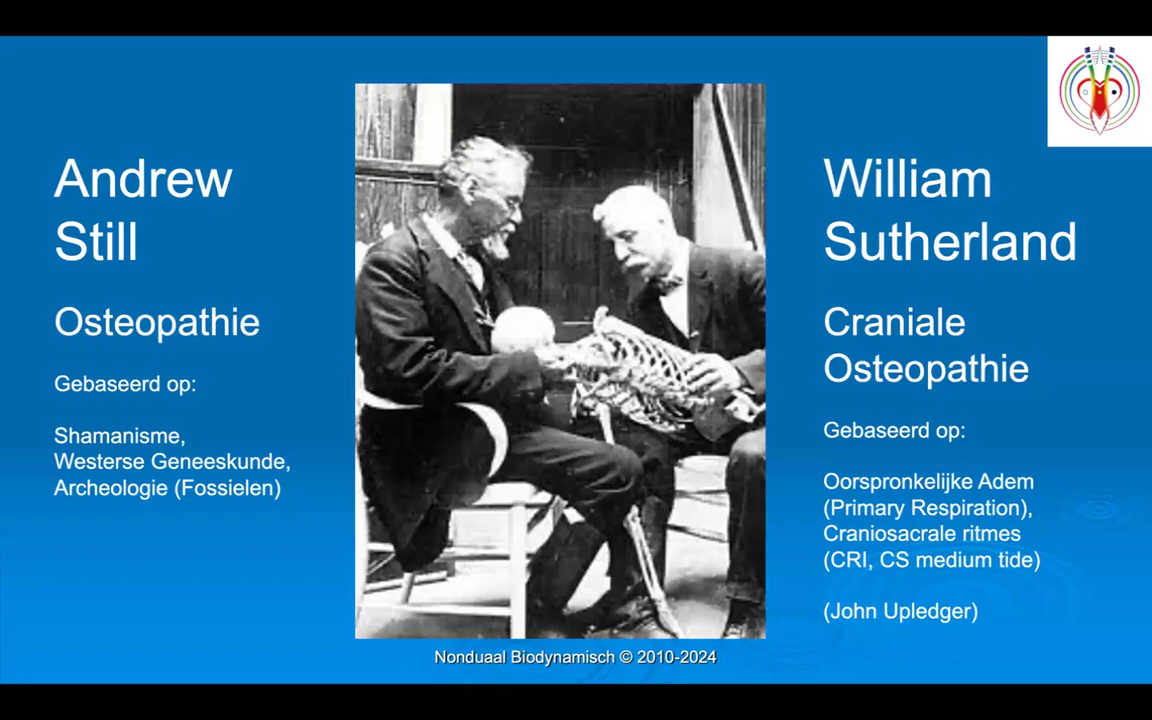 Andrew
Still
Osteopathie
Gebaseerd op:
Shamanisme,
Westerse Geneeskunde,
Archeologie (Fossielen)
William
Sutherland
Craniale
Osteopathie
Gebaseerd op:
Oorspronkelijke Adem
(Primary Respiration),
Craniosacrale ritmes
(CRI, CS medium tide)
(John Upledger)
Nonduaal Biodynamisch © 2010-2024